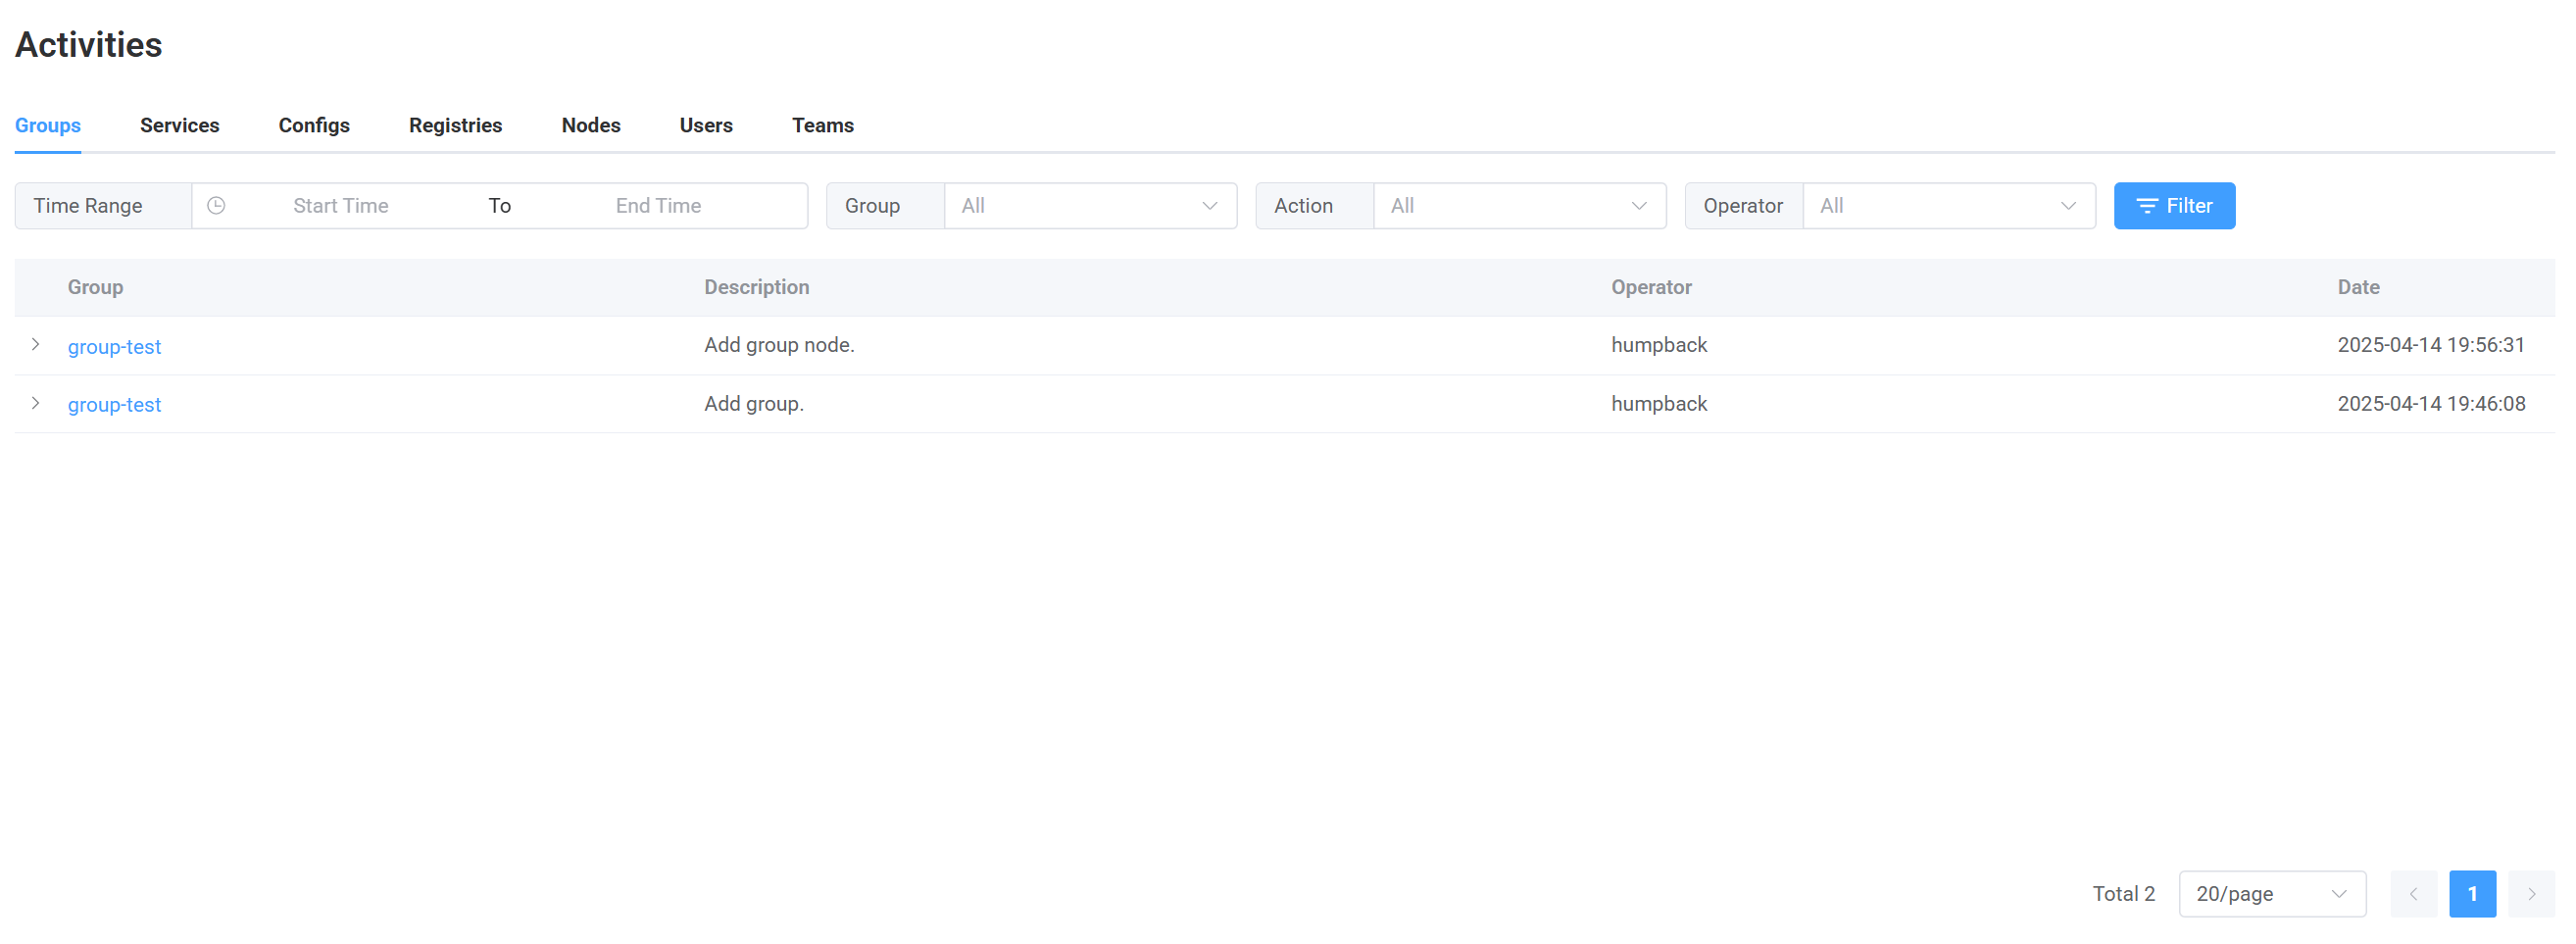 Activities
Groups Services Configs Registries Nodes Users Teams
Time Range Start Time To End Time Group All Action All Operator All Filter
Group Description Operator Date
group-test Add group node. humpback 2025-04-14 19:56:31
group-test Add group. humpback 2025-04-14 19:46:08
Total 2 20/page 1